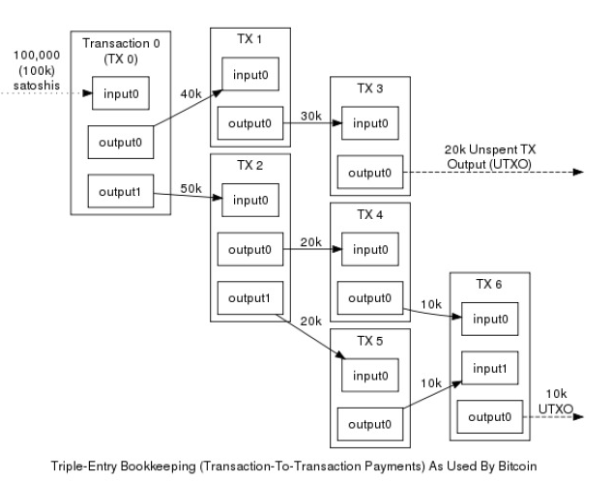 100,000
(100k)
satoshis
Transaction 0
(TX 0)
input0
output0
output1
40k
50k
TX 1
input0
output0
30k
TX 2
input0
output0
output1
20k
20k
TX 3
input0
output0
20k Unspent TX
Output (UTXO)
TX 4
input0
output0
10k
TX 5
input0
output0
10k
TX 6
input0
input1
output0
10k
UTXO
Triple-Entry Bookkeeping (Transaction-To-Transaction Payments) As Used By Bitcoin